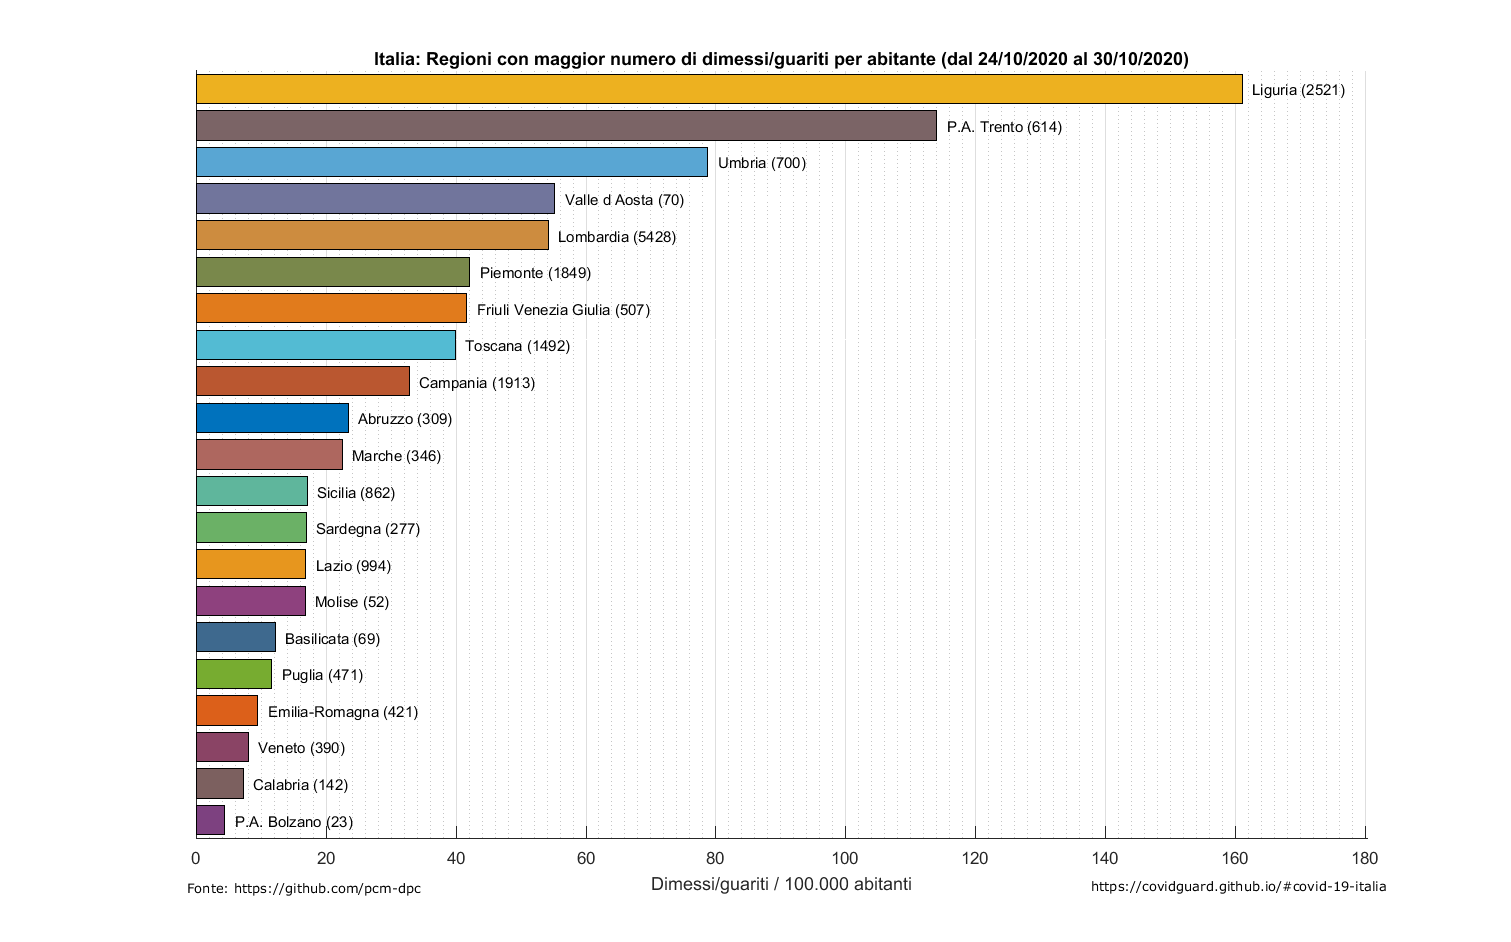 Italia: Regioni con maggior numero di dimessi/guariti per abitante (dal 24/10/2020 al 30/10/2020)
Liguria (2521)
P.A. Trento (614)
Umbria (700)
Valle d Aosta (70)
Lombardia (5428)
Piemonte (1849)
Friuli Venezia Giulia (507)
Toscana (1492)
Campania (1913)
Abruzzo (309)
Marche (346)
Sicilia (862)
Sardegna (277)
Lazio (994)
Molise (52)
Basilicata (69)
Puglia (471)
Emilia-Romagna (421)
Veneto (390)
Calabria (142)
P.A. Bolzano (23)
0 20 40 60 80 100 120 140 160 180
Dimessi/guariti / 100.000 abitanti
Fonte: https://github.com/pcm-dpc
https://covidguard.github.io/#covid-19-italia